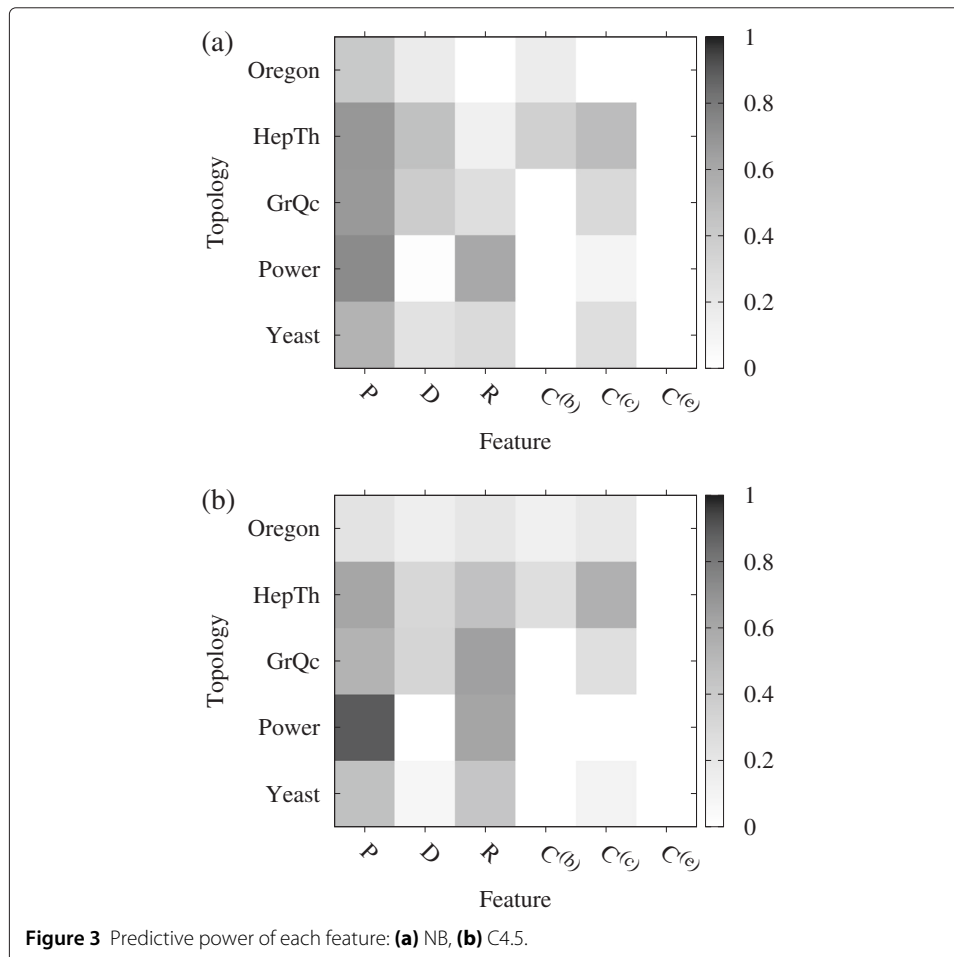 (a)
Oregon
HepTh
GrQc
Power
Yeast
Topology
P D R C(b) C(c) C(e)
Feature
1
0.8
0.6
0.4
0.2
0
(b)
Oregon
HepTh
GrQc
Power
Yeast
Topology
P D R C(b) C(c) C(e)
Feature
1
0.8
0.6
0.4
0.2
0
Figure 3 Predictive power of each feature: (a) NB, (b) C4.5.